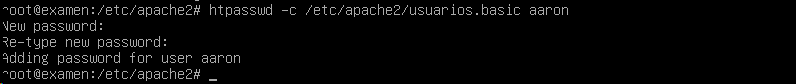 root@examen:/etc/apache2# htpasswd -c /etc/apache2/usuarios.basic aaron
New password:
Re-type new password:
Adding password for user aaron
root@examen:/etc/apache2# _